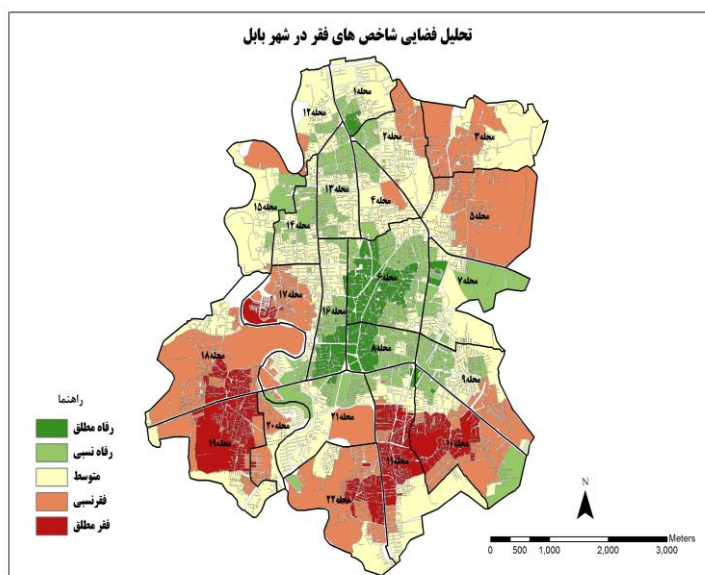 تحلیل فضایی شاخص های فقر در شهر بابل
محله۱
محله۱۲
محله۲
محله۳
محله۱۳
محله۴
محله۱۵
محله۵
محله۱۴
محله۶
محله۷
محله۱۷
محله۱۶
محله۸
محله۱۸
محله۹
محله۲۱
محله۲۰
محله۱۹
محله۱۰
محله۱۱
محله۲۲
راهنما
رفاه مطلق
رفاه نسبی
متوسط
فقرنسبی
فقر مطلق
N
Meters
0 500 1,000 2,000 3,000